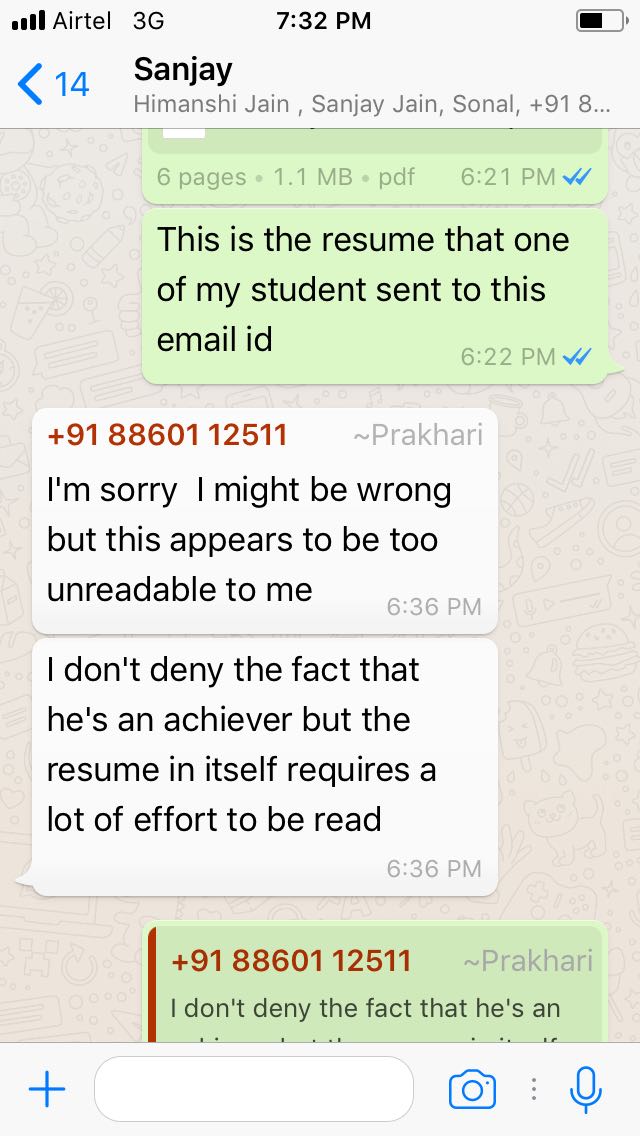 Airtel 3G 7:32 PM
14 Sanjay
Himanshi Jain , Sanjay Jain, Sonal, +91 8...
6 pages • 1.1 MB • pdf 6:21 PM
This is the resume that one
of my student sent to this
email id
6:22 PM
+91 88601 12511 ~Prakhari
I'm sorry  I might be wrong
but this appears to be too
unreadable to me
6:36 PM
I don't deny the fact that
he's an achiever but the
resume in itself requires a
lot of effort to be read
6:36 PM
+91 88601 12511 ~Prakhari
I don't deny the fact that he's an